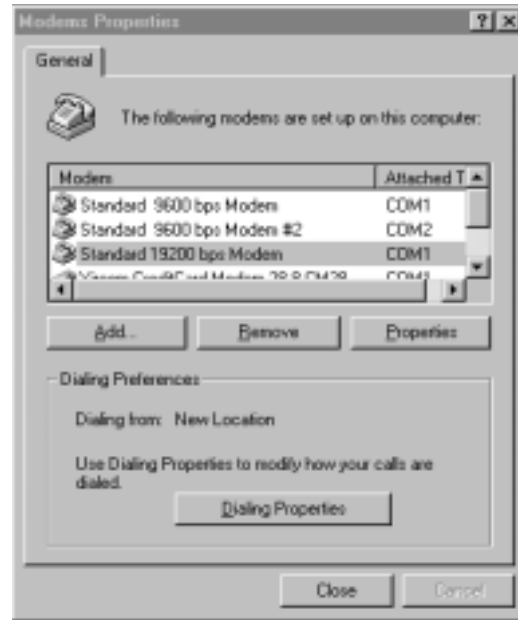 Modems Properties
General
The following modems are set up on this computer:
Modem Attached T
Standard 9600 bps Modem COM1
Standard 9600 bps Modem #2 COM2
Standard 19200 bps Modem COM1
Add... Remove Properties
Dialing Preferences
Dialing from: New Location
Use Dialing Properties to modify how your calls are
dialed.
Dialing Properties
Close Cancel